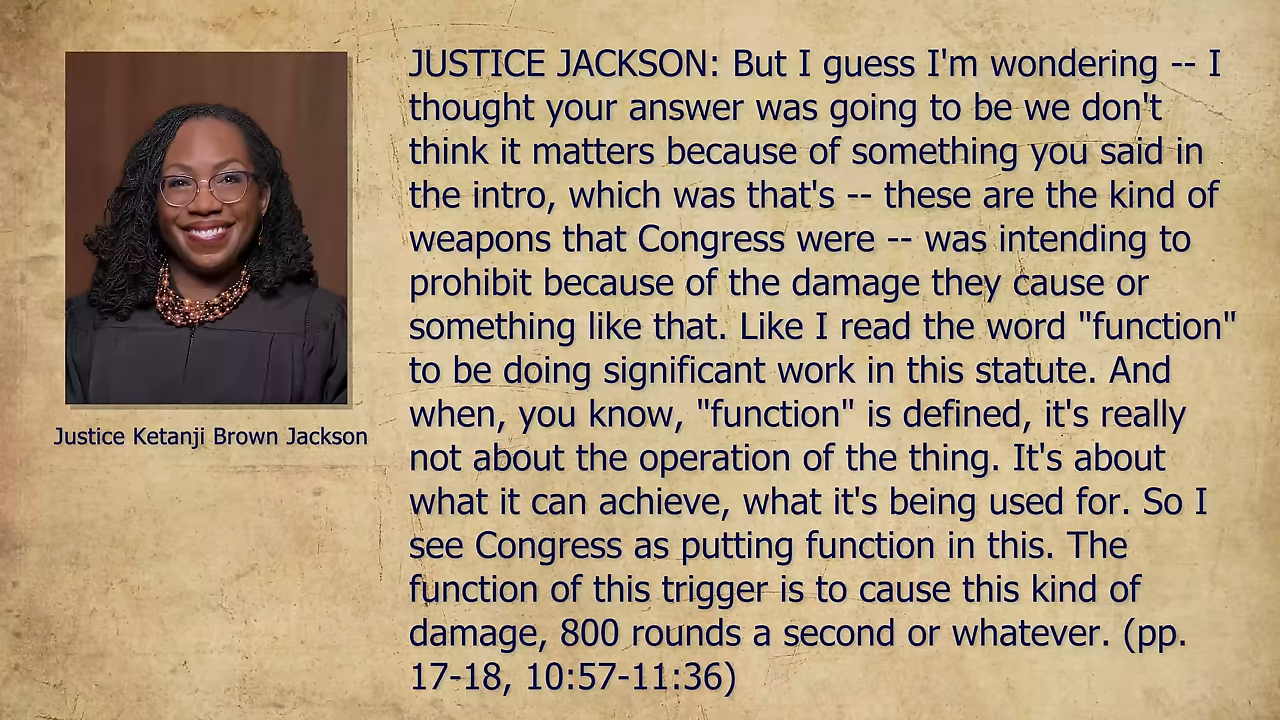 JUSTICE JACKSON: But I guess I'm wondering -- I
thought your answer was going to be we don't
think it matters because of something you said in
the intro, which was that's -- these are the kind of
weapons that Congress were -- was intending to
prohibit because of the damage they cause or
something like that. Like I read the word "function"
to be doing significant work in this statute. And
when, you know, "function" is defined, it's really
not about the operation of the thing. It's about
what it can achieve, what it's being used for. So I
see Congress as putting function in this. The
function of this trigger is to cause this kind of
damage, 800 rounds a second or whatever. (pp.
17-18, 10:57-11:36)
Justice Ketanji Brown Jackson